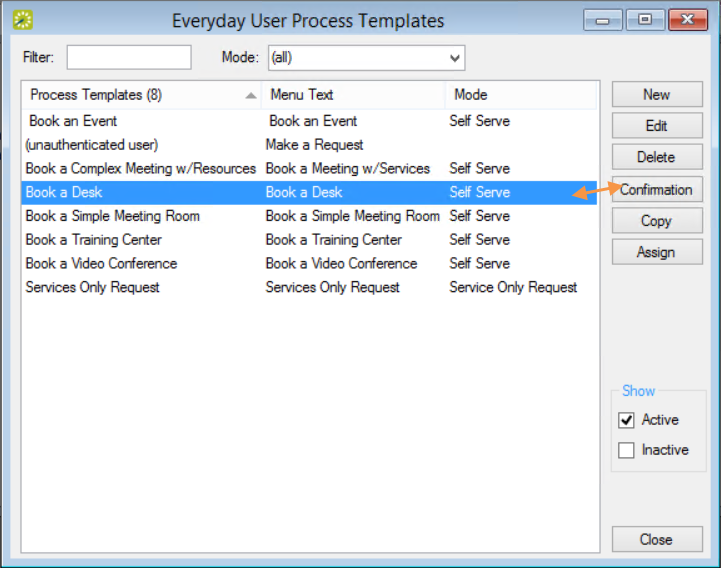 Everyday User Process Templates
Filter: Mode: (all)
Process Templates (8) Menu Text Mode
Book an Event Book an Event Self Serve
(unauthenticated user) Make a Request
Book a Complex Meeting w/Resources Book a Meeting w/Services Self Serve
Book a Desk Book a Desk Self Serve
Book a Simple Meeting Room Book a Simple Meeting Room Self Serve
Book a Training Center Book a Training Center Self Serve
Book a Video Conference Book a Video Conference Self Serve
Services Only Request Services Only Request Service Only Request
New
Edit
Delete
Confirmation
Copy
Assign
Show
Active
Inactive
Close